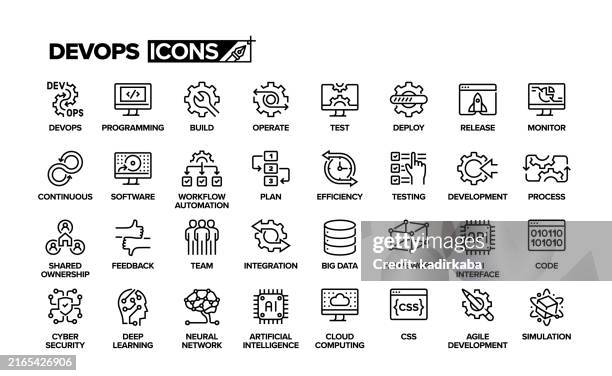 DEVOPS ICONS
DEV
OPS
</>
1
2
3
DEVOPS PROGRAMMING BUILD OPERATE TEST DEPLOY RELEASE MONITOR
CONTINUOUS SOFTWARE WORKFLOW AUTOMATION PLAN EFFICIENCY TESTING DEVELOPMENT PROCESS
SHARED OWNERSHIP FEEDBACK TEAM INTEGRATION BIG DATA
API
INTERFACE
010110
101010
CODE
gettyimages
Credit: kadirkaba
CYBER SECURITY DEEP LEARNING NEURAL NETWORK
AI
ARTIFICIAL INTELLIGENCE CLOUD COMPUTING
{CSS}
CSS AGILE DEVELOPMENT SIMULATION
2165426906